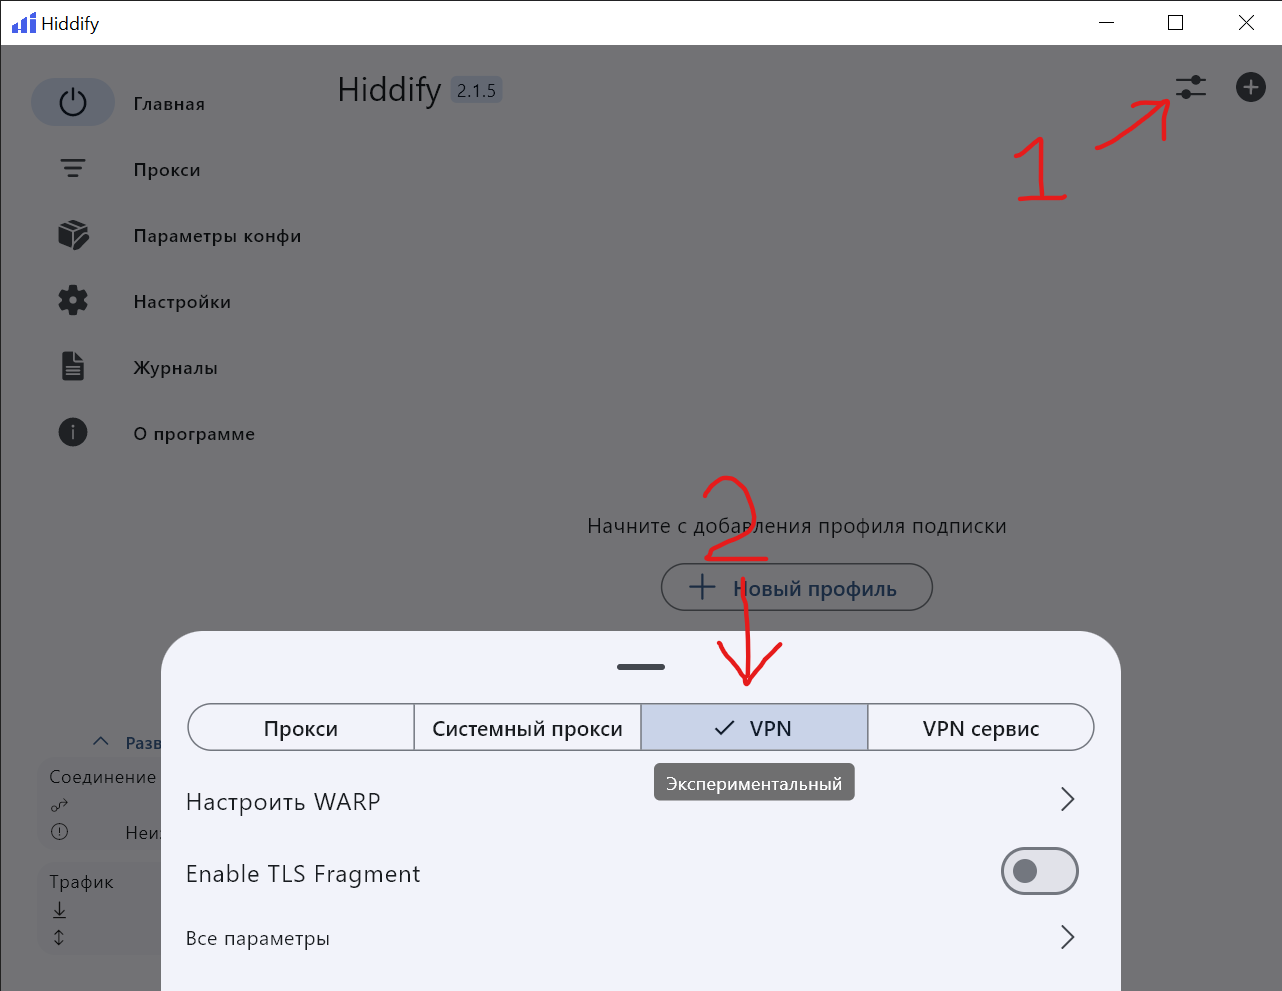 Hiddify
Hiddify 2.1.5
Главная
Прокси
Параметры конфи
Настройки
Журналы
О программе
1
2
Начните с добавления профиля подписки
Новый профиль
Прокси
Системный прокси
VPN
VPN сервис
Экспериментальный
Настроить WARP
Enable TLS Fragment
Все параметры
Разв
Соединение
Неиз
Трафик